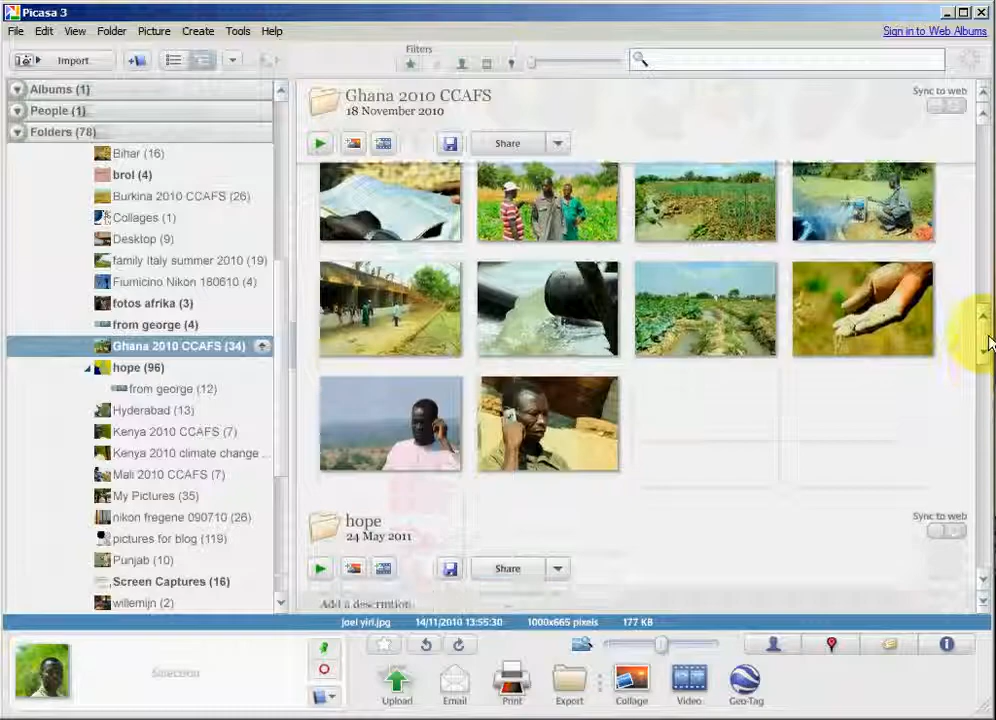 Picasa 3
File Edit View Folder Picture Create Tools Help
Sign in to Web Albums
Import
Filters
Albums (1)
People (1)
Folders (78)
Bihar (16)
brol (4)
Burkina 2010 CCAFS (26)
Collages (1)
Desktop (9)
family Italy summer 2010 (19)
Fiumicino Nikon 180610 (4)
fotos afrika (3)
from george (4)
Ghana 2010 CCAFS (34)
hope (96)
from george (12)
Hyderabad (13)
Kenya 2010 CCAFS (7)
Kenya 2010 climate change ...
Mali 2010 CCAFS (7)
My Pictures (35)
nikon fregene 090710 (26)
pictures for blog (119)
Punjab (10)
Screen Captures (16)
willemijn (2)
Ghana 2010 CCAFS
18 November 2010
Sync to web
Share
hope
24 May 2011
Sync to web
Share
Add a description
joel yiri.jpg 14/11/2010 13:55:30 1000x665 pixels 177 KB
Selection
Upload Email Print Export Collage Video Geo-Tag